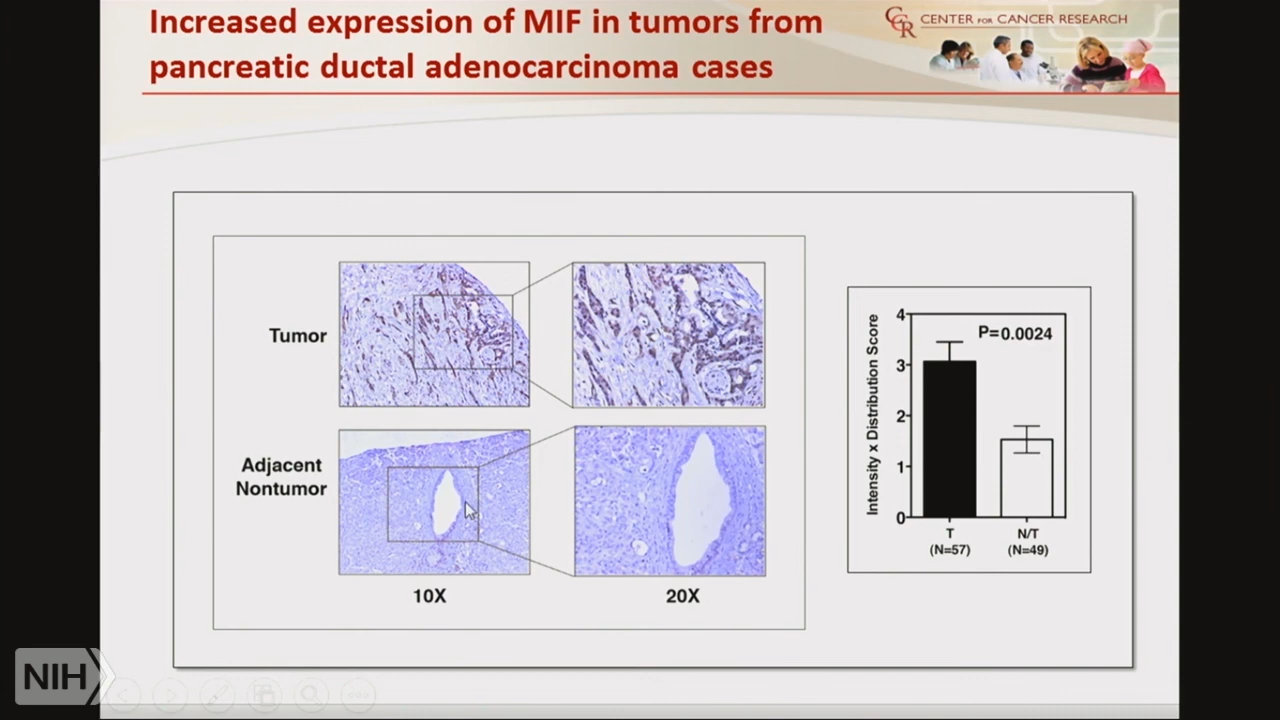 Increased expression of MIF in tumors from
pancreatic ductal adenocarcinoma cases
CCR CENTER FOR CANCER RESEARCH
Tumor
Adjacent
Nontumor
10X
20X
Intensity x Distribution Score
4
3
2
1
0
P=0.0024
T
(N=57)
N/T
(N=49)
NIH